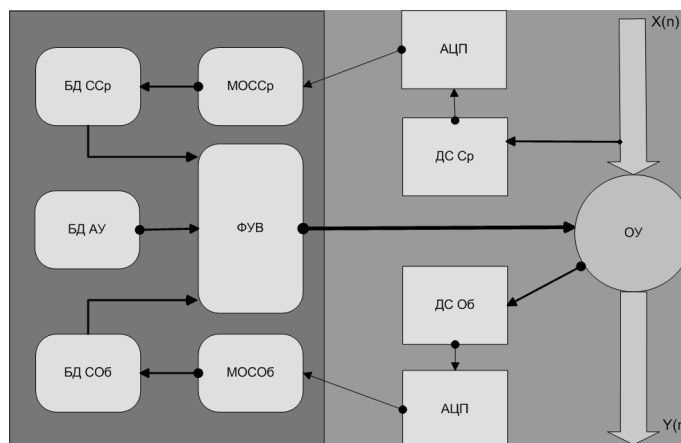 X(n)
АЦП
БД ССр
МОССр
ДС Ср
БД АУ
ФУВ
ОУ
ДС Об
БД СОб
МОСОб
АЦП